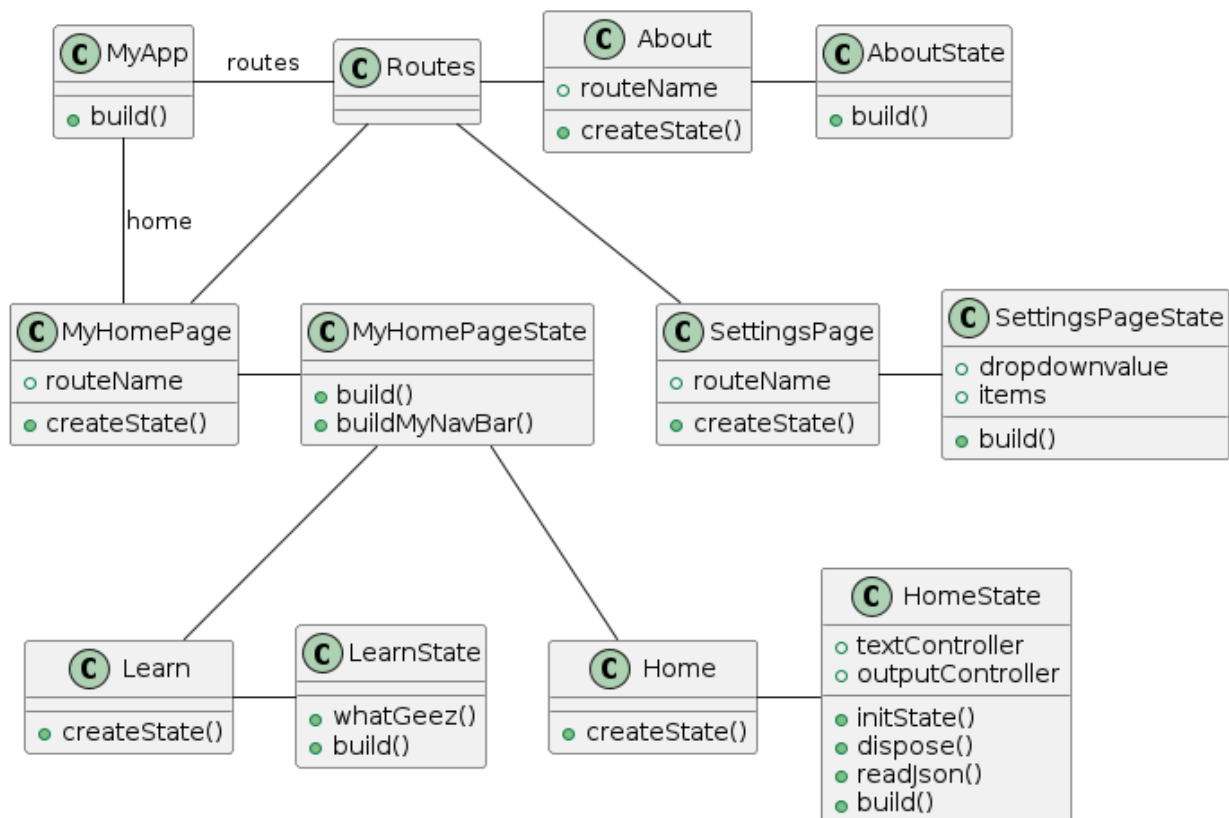 C MyApp
build()
routes
C Routes
C About
routeName
createState()
C AboutState
build()
home
C MyHomePage
routeName
createState()
C MyHomePageState
build()
buildMyNavBar()
C SettingsPage
routeName
createState()
C SettingsPageState
dropdownvalue
items
build()
C Learn
createState()
C LearnState
whatGeez()
build()
C Home
createState()
C HomeState
textController
outputController
initState()
dispose()
readJson()
build()